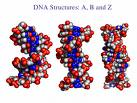 DNA Structures: A, B and Z